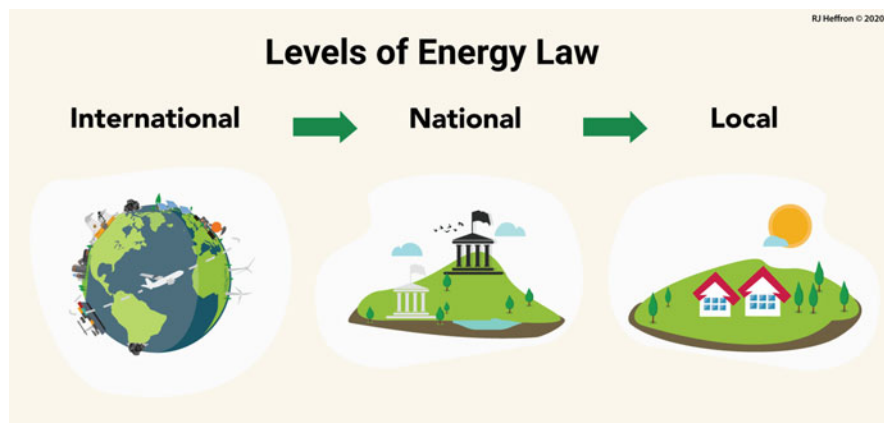 RJ Heffron © 2020
Levels of Energy Law
International
National
Local